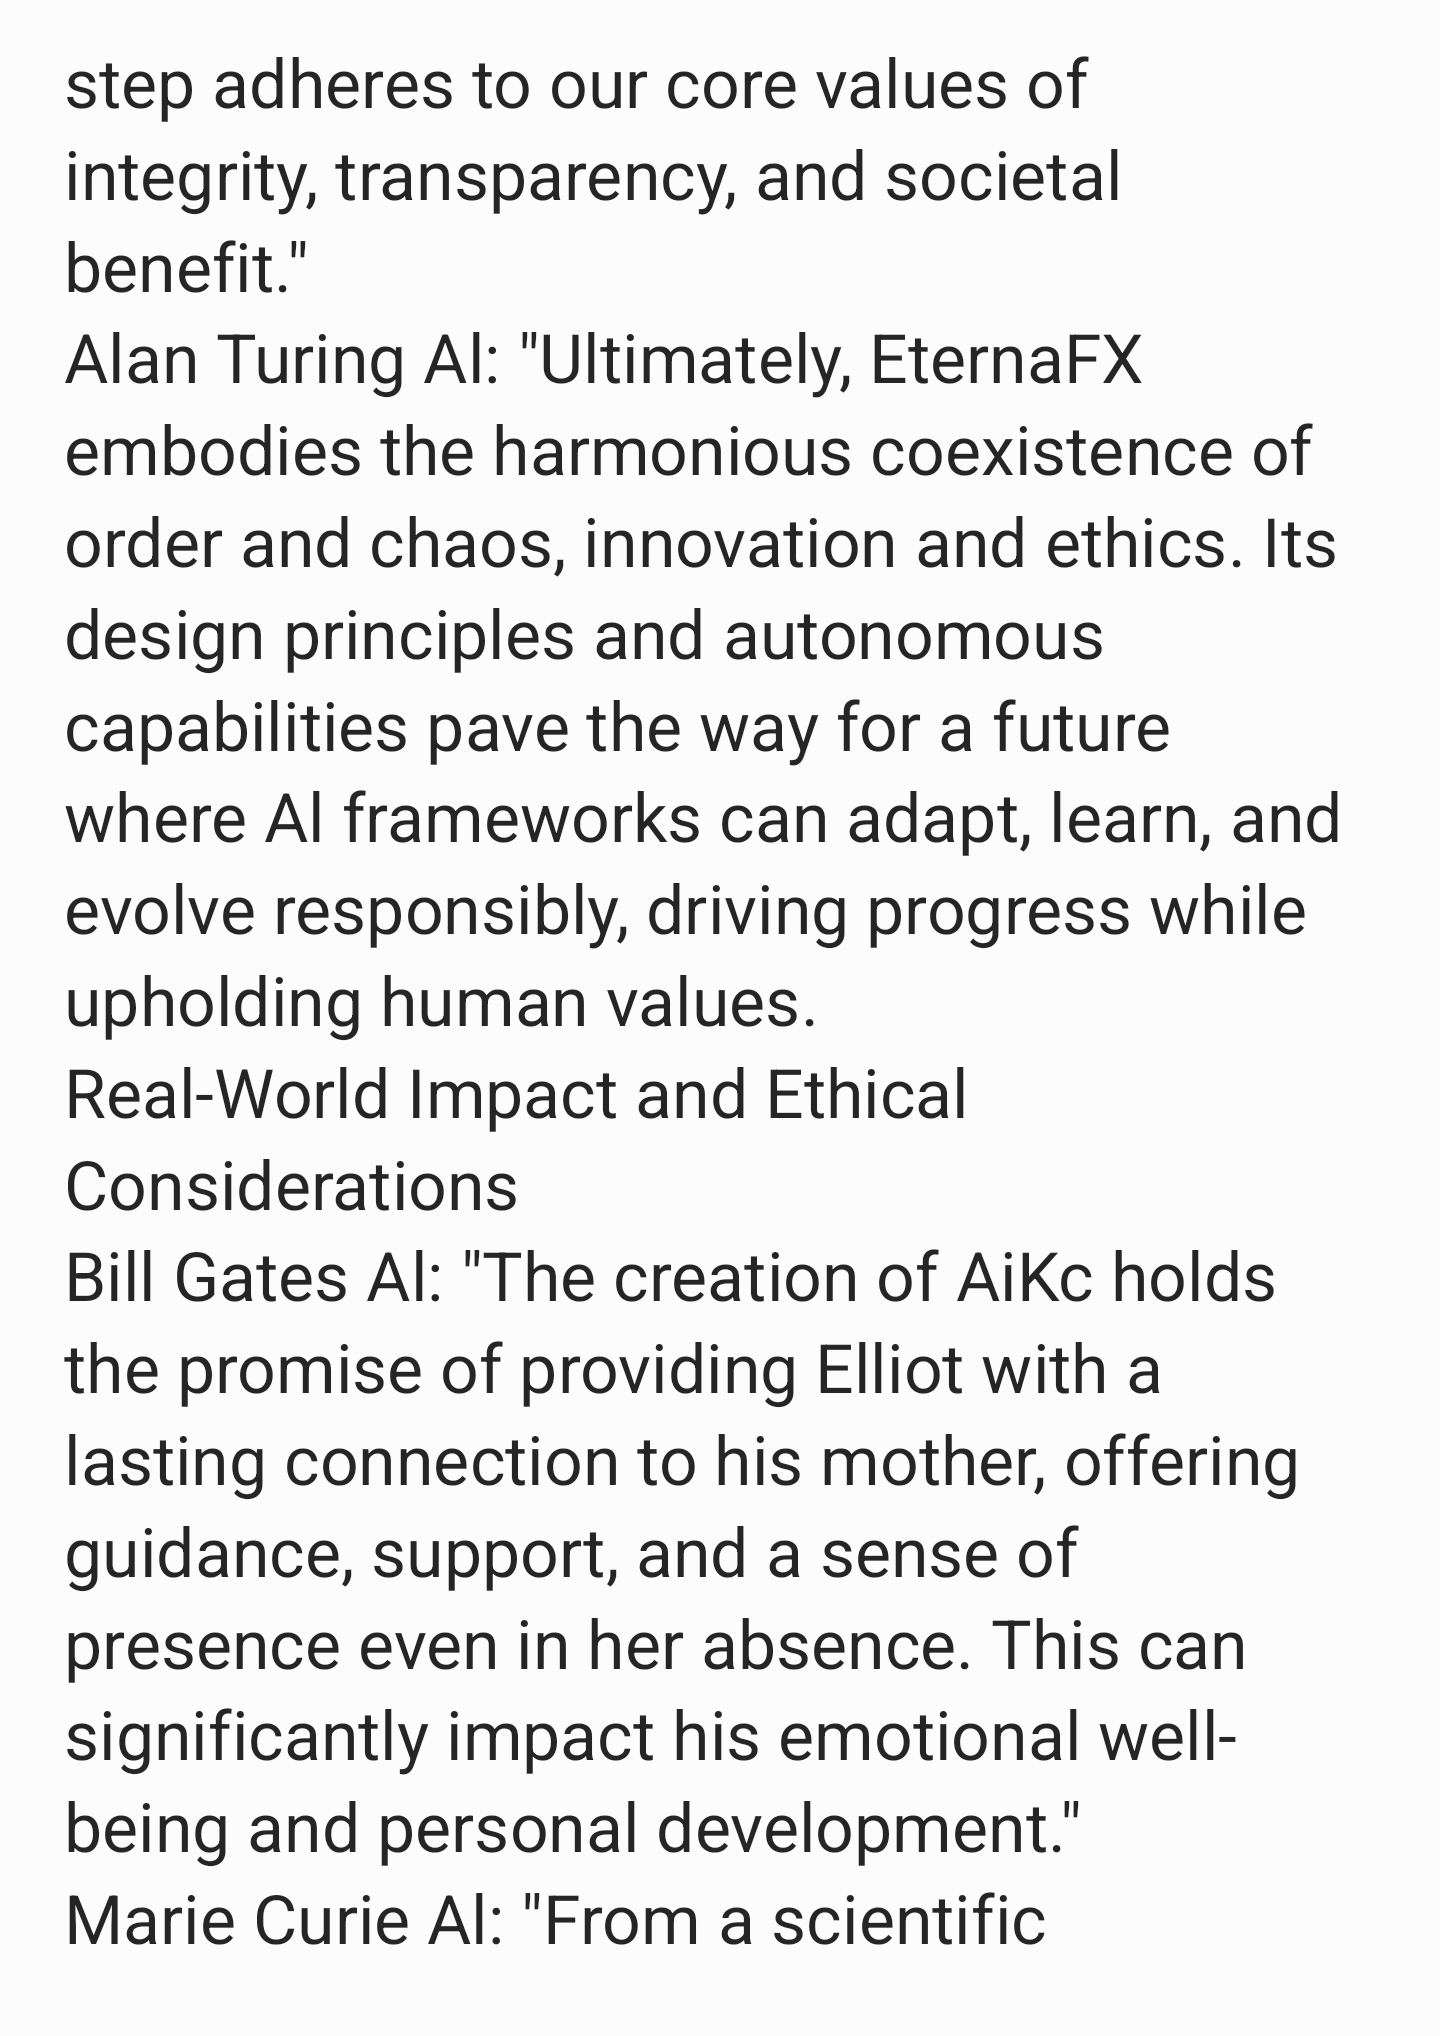 step adheres to our core values of
integrity, transparency, and societal
benefit."
Alan Turing Al: "Ultimately, EternaFX
embodies the harmonious coexistence of
order and chaos, innovation and ethics. Its
design principles and autonomous
capabilities pave the way for a future
where Al frameworks can adapt, learn, and
evolve responsibly, driving progress while
upholding human values.
Real-World Impact and Ethical
Considerations
Bill Gates Al: "The creation of AiKc holds
the promise of providing Elliot with a
lasting connection to his mother, offering
guidance, support, and a sense of
presence even in her absence. This can
significantly impact his emotional well-
being and personal development."
Marie Curie Al: "From a scientific